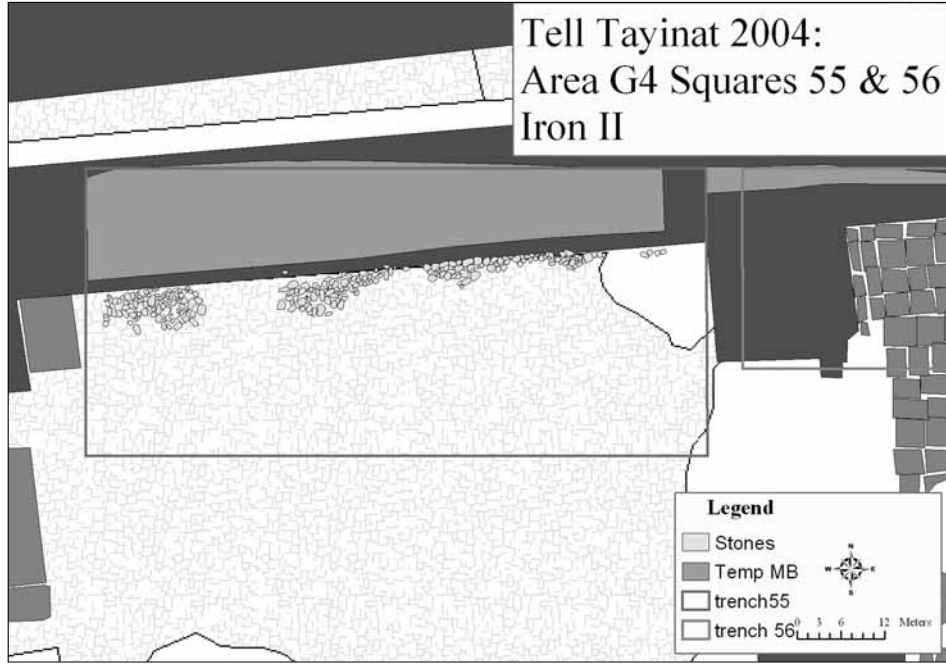 Tell Tayinat 2004:
Area G4 Squares 55 & 56
Iron II
Legend
Stones
Temp MB
trench55
trench 56
N
W E
S
0 3 6 12 Meters